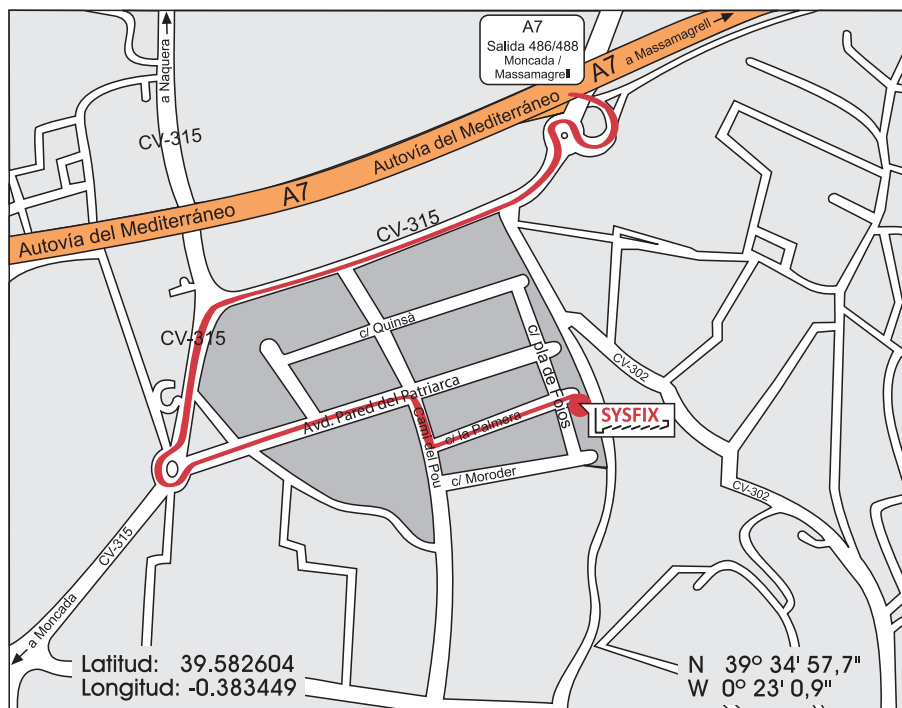 A7
Salida 486/488
Moncada /
Massamagrell
a Naquera
A7
a Massamagrell
CV-315
Autovía del Mediterráneo
A7
Autovía del Mediterráneo
CV-315
CV-315
c/ Quinsà
c/ pla de Foios
CV-302
Avd. Pared del Patriarca
Camí del Pou
c/ la Palmera
SYSFIX
c/ Moroder
CV-302
CV-315
a Moncada
Latitud: 39.582604
Longitud: -0.383449
N 39° 34' 57,7"
W 0° 23' 0,9"